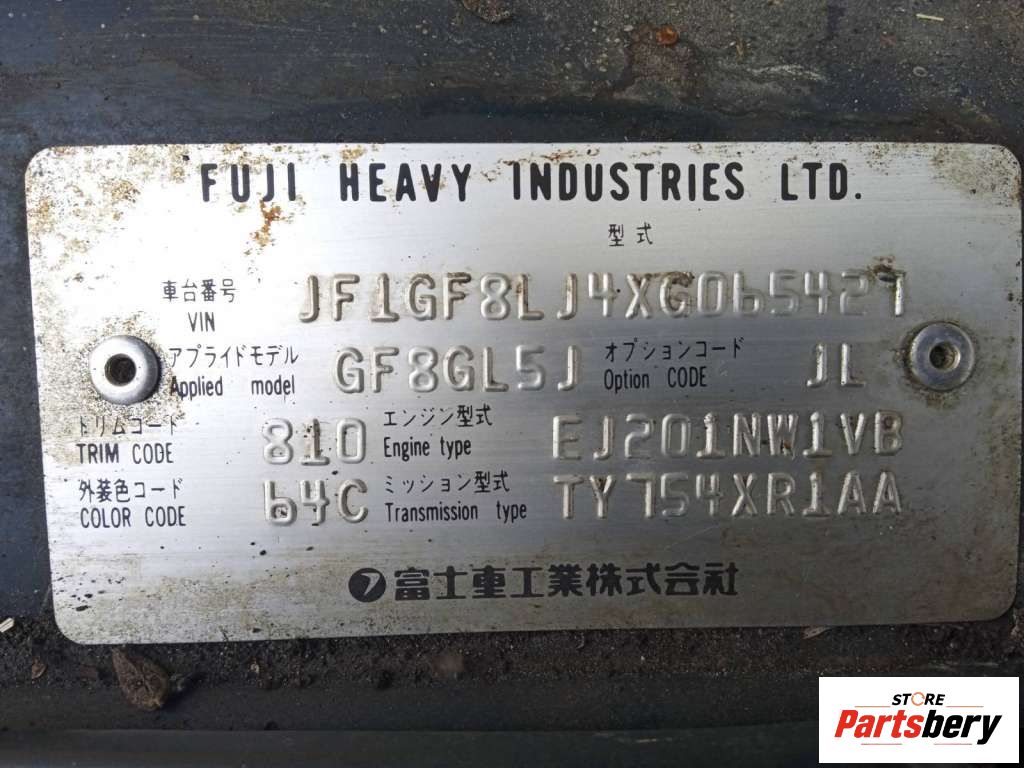 FUJI HEAVY INDUSTRIES LTD.
型式
車台番号
VIN
JF1GF8LJ4XG065427
アプライドモデル
Applied model
GF8GL5J
オプションコード
Option CODE
JL
トリムコード
TRIM CODE
810
エンジン型式
Engine type
EJ201NW1VB
外装色コード
COLOR CODE
64C
ミッション型式
Transmission type
TY754XR1AA
富士重工業株式会社
STORE
Partsbery